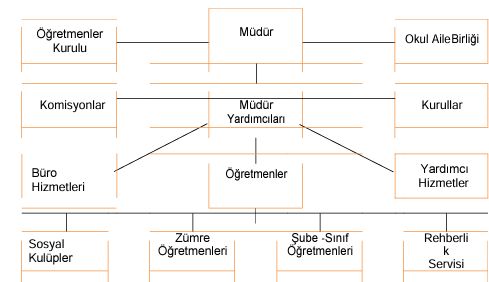 Öğretmenler
Kurulu
Müdür
Okul AileBirliği
Komisyonlar
Müdür
Yardımcıları
Kurullar
Büro
Hizmetleri
Öğretmenler
Yardımcı
Hizmetler
Sosyal
Kulüpler
Zümre
Öğretmenleri
Şube -Sınıf
Öğretmenleri
Rehberli
k
Servisi